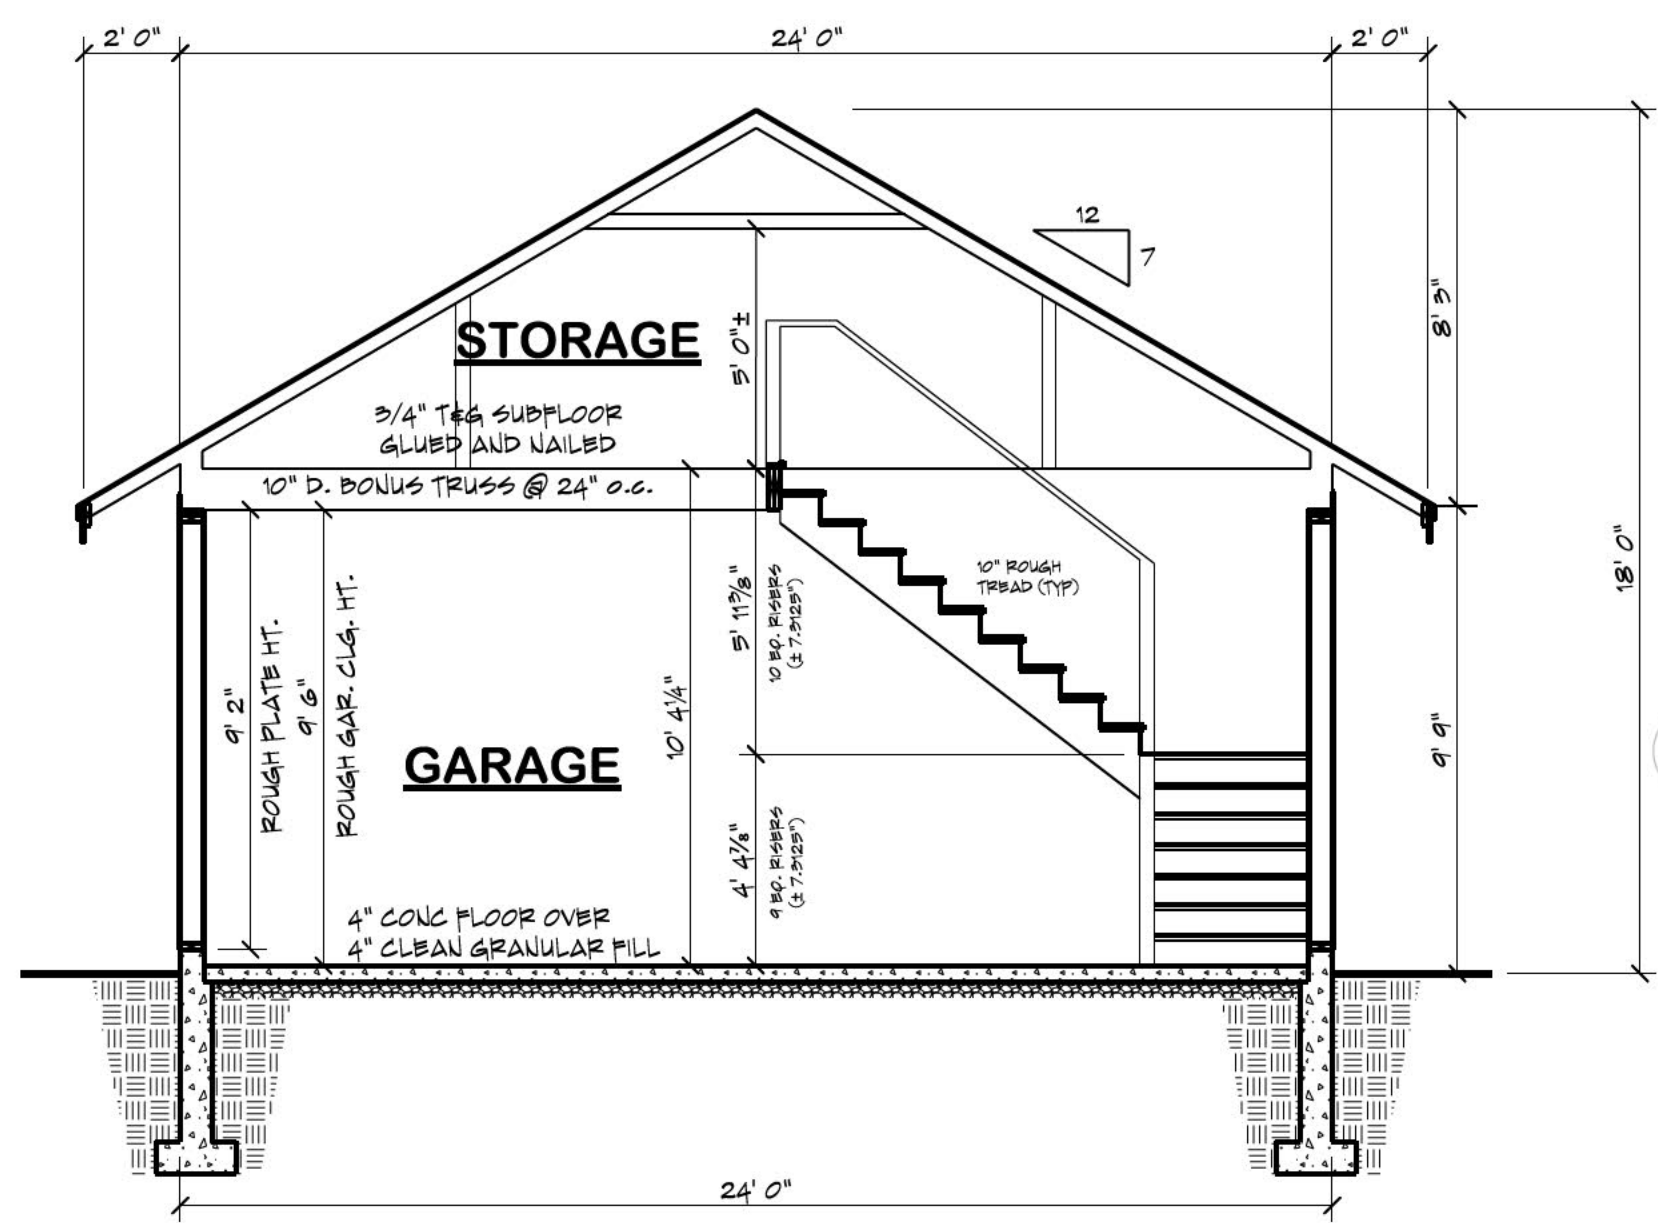 2' 0" 24' 0" 2' 0"
12
7
8' 3"
18' 0"
STORAGE
5' 0"±
3/4" T&G SUBFLOOR
GLUED AND NAILED
10" D. BONUS TRUSS @ 24" O.C.
10" ROUGH
TREAD (TYP)
5' 11⅜"
10 EQ. RISERS
(± 7.3125")
9' 2"
ROUGH PLATE HT.
9' 6"
ROUGH GAR. CLG. HT.
10' 4¼"
9' 9"
GARAGE
4' 4⅞"
9 EQ. RISERS
(± 7.3125")
4" CONC FLOOR OVER
4" CLEAN GRANULAR FILL
24' 0"